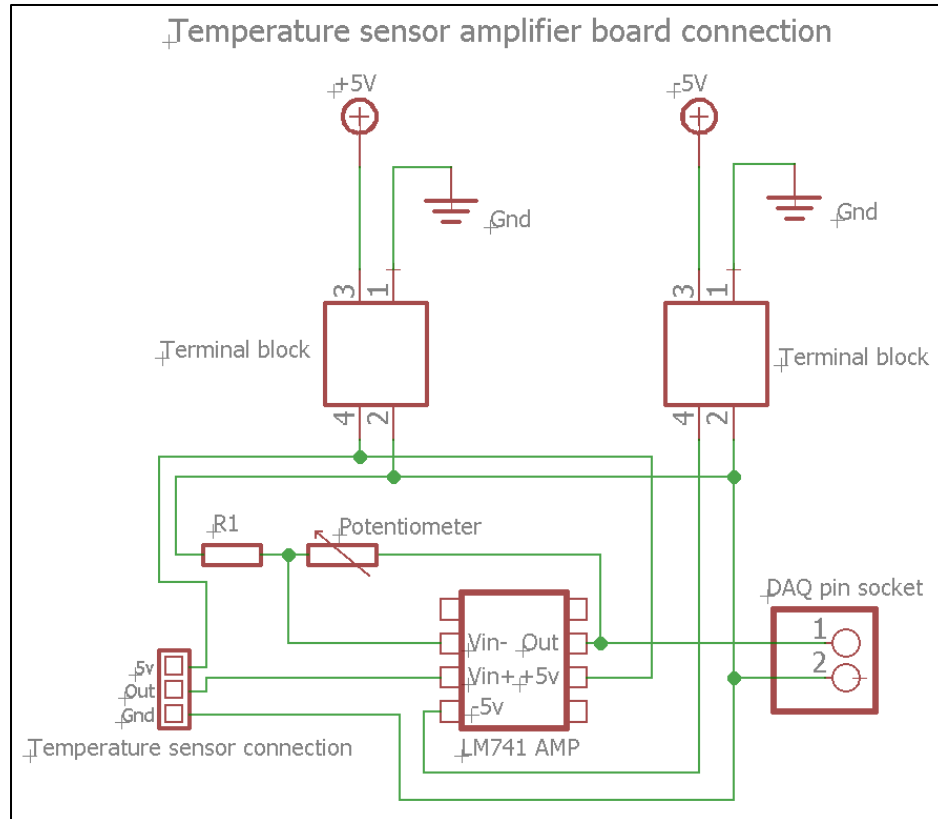 Temperature sensor amplifier board connection
+5V
-5V
Gnd
Gnd
3 1
3 1
Terminal block
Terminal block
4 2
4 2
R1
Potentiometer
DAQ pin socket
1
2
Vin- Out
Vin+ +5v
-5v
LM741 AMP
5v
Out
Gnd
Temperature sensor connection